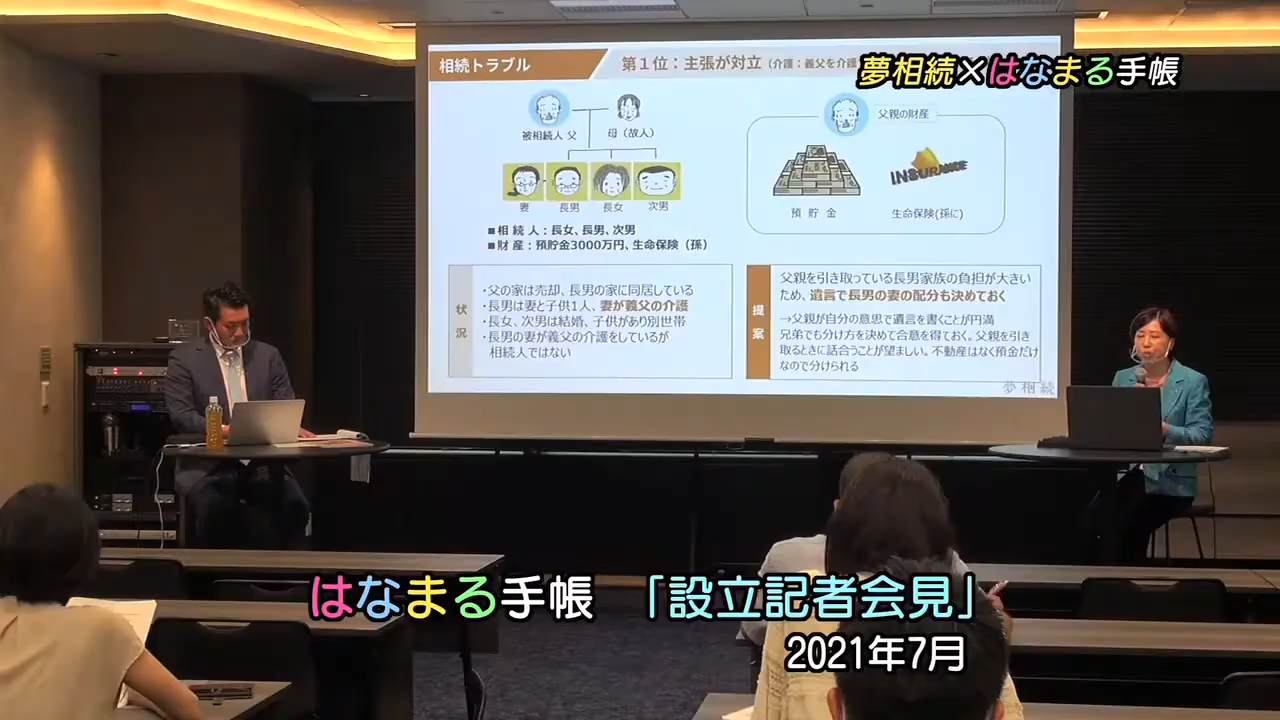 相続トラブル
第1位：主張が対立（介護：義父を介護
夢相続×はなまる手帳
被相続人 父
母（故人）
妻
長男
長女
次男
■相 続 人：長女、長男、次男
■財 産：預貯金3000万円、生命保険（孫）
父親の財産
INSURANCE
預 貯 金
生命保険(孫に)
状況
・父の家は売却、長男の家に同居している
・長男は妻と子供1人、妻が義父の介護
・長女、次男は結婚、子供があり別世帯
・長男の妻が義父の介護をしているが
相続人ではない
提案
父親を引き取っている長男家族の負担が大きい
ため、遺言で長男の妻の配分も決めておく
→父親が自分の意思で遺言を書くことが円満
兄弟でも分け方を決めて合意を得ておく。父親を引き
取るときに話合うことが望ましい。不動産はなく預金だけ
なので分けられる
夢相続
はなまる手帳 「設立記者会見」
2021年7月